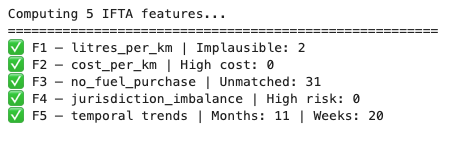 Computing 5 IFTA features...
=======================================================
✅ F1 — litres_per_km | Implausible: 2
✅ F2 — cost_per_km | High cost: 0
✅ F3 — no_fuel_purchase | Unmatched: 31
✅ F4 — jurisdiction_imbalance | High risk: 0
✅ F5 — temporal trends | Months: 11 | Weeks: 20